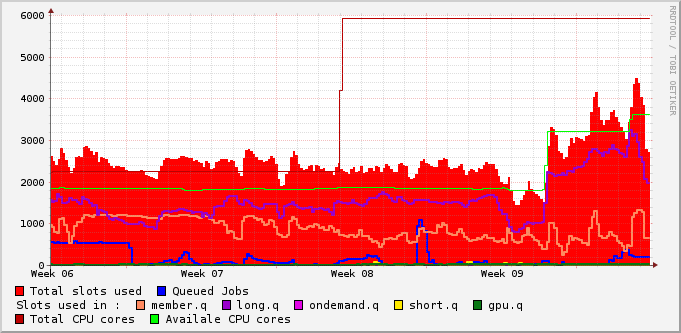 6000
5000
4000
3000
2000
1000
0
Week 06 Week 07 Week 08 Week 09
RRDTOOL / TOBI OETIKER
Total slots used Queued Jobs
Slots used in : member.q long.q ondemand.q short.q gpu.q
Total CPU cores Availale CPU cores